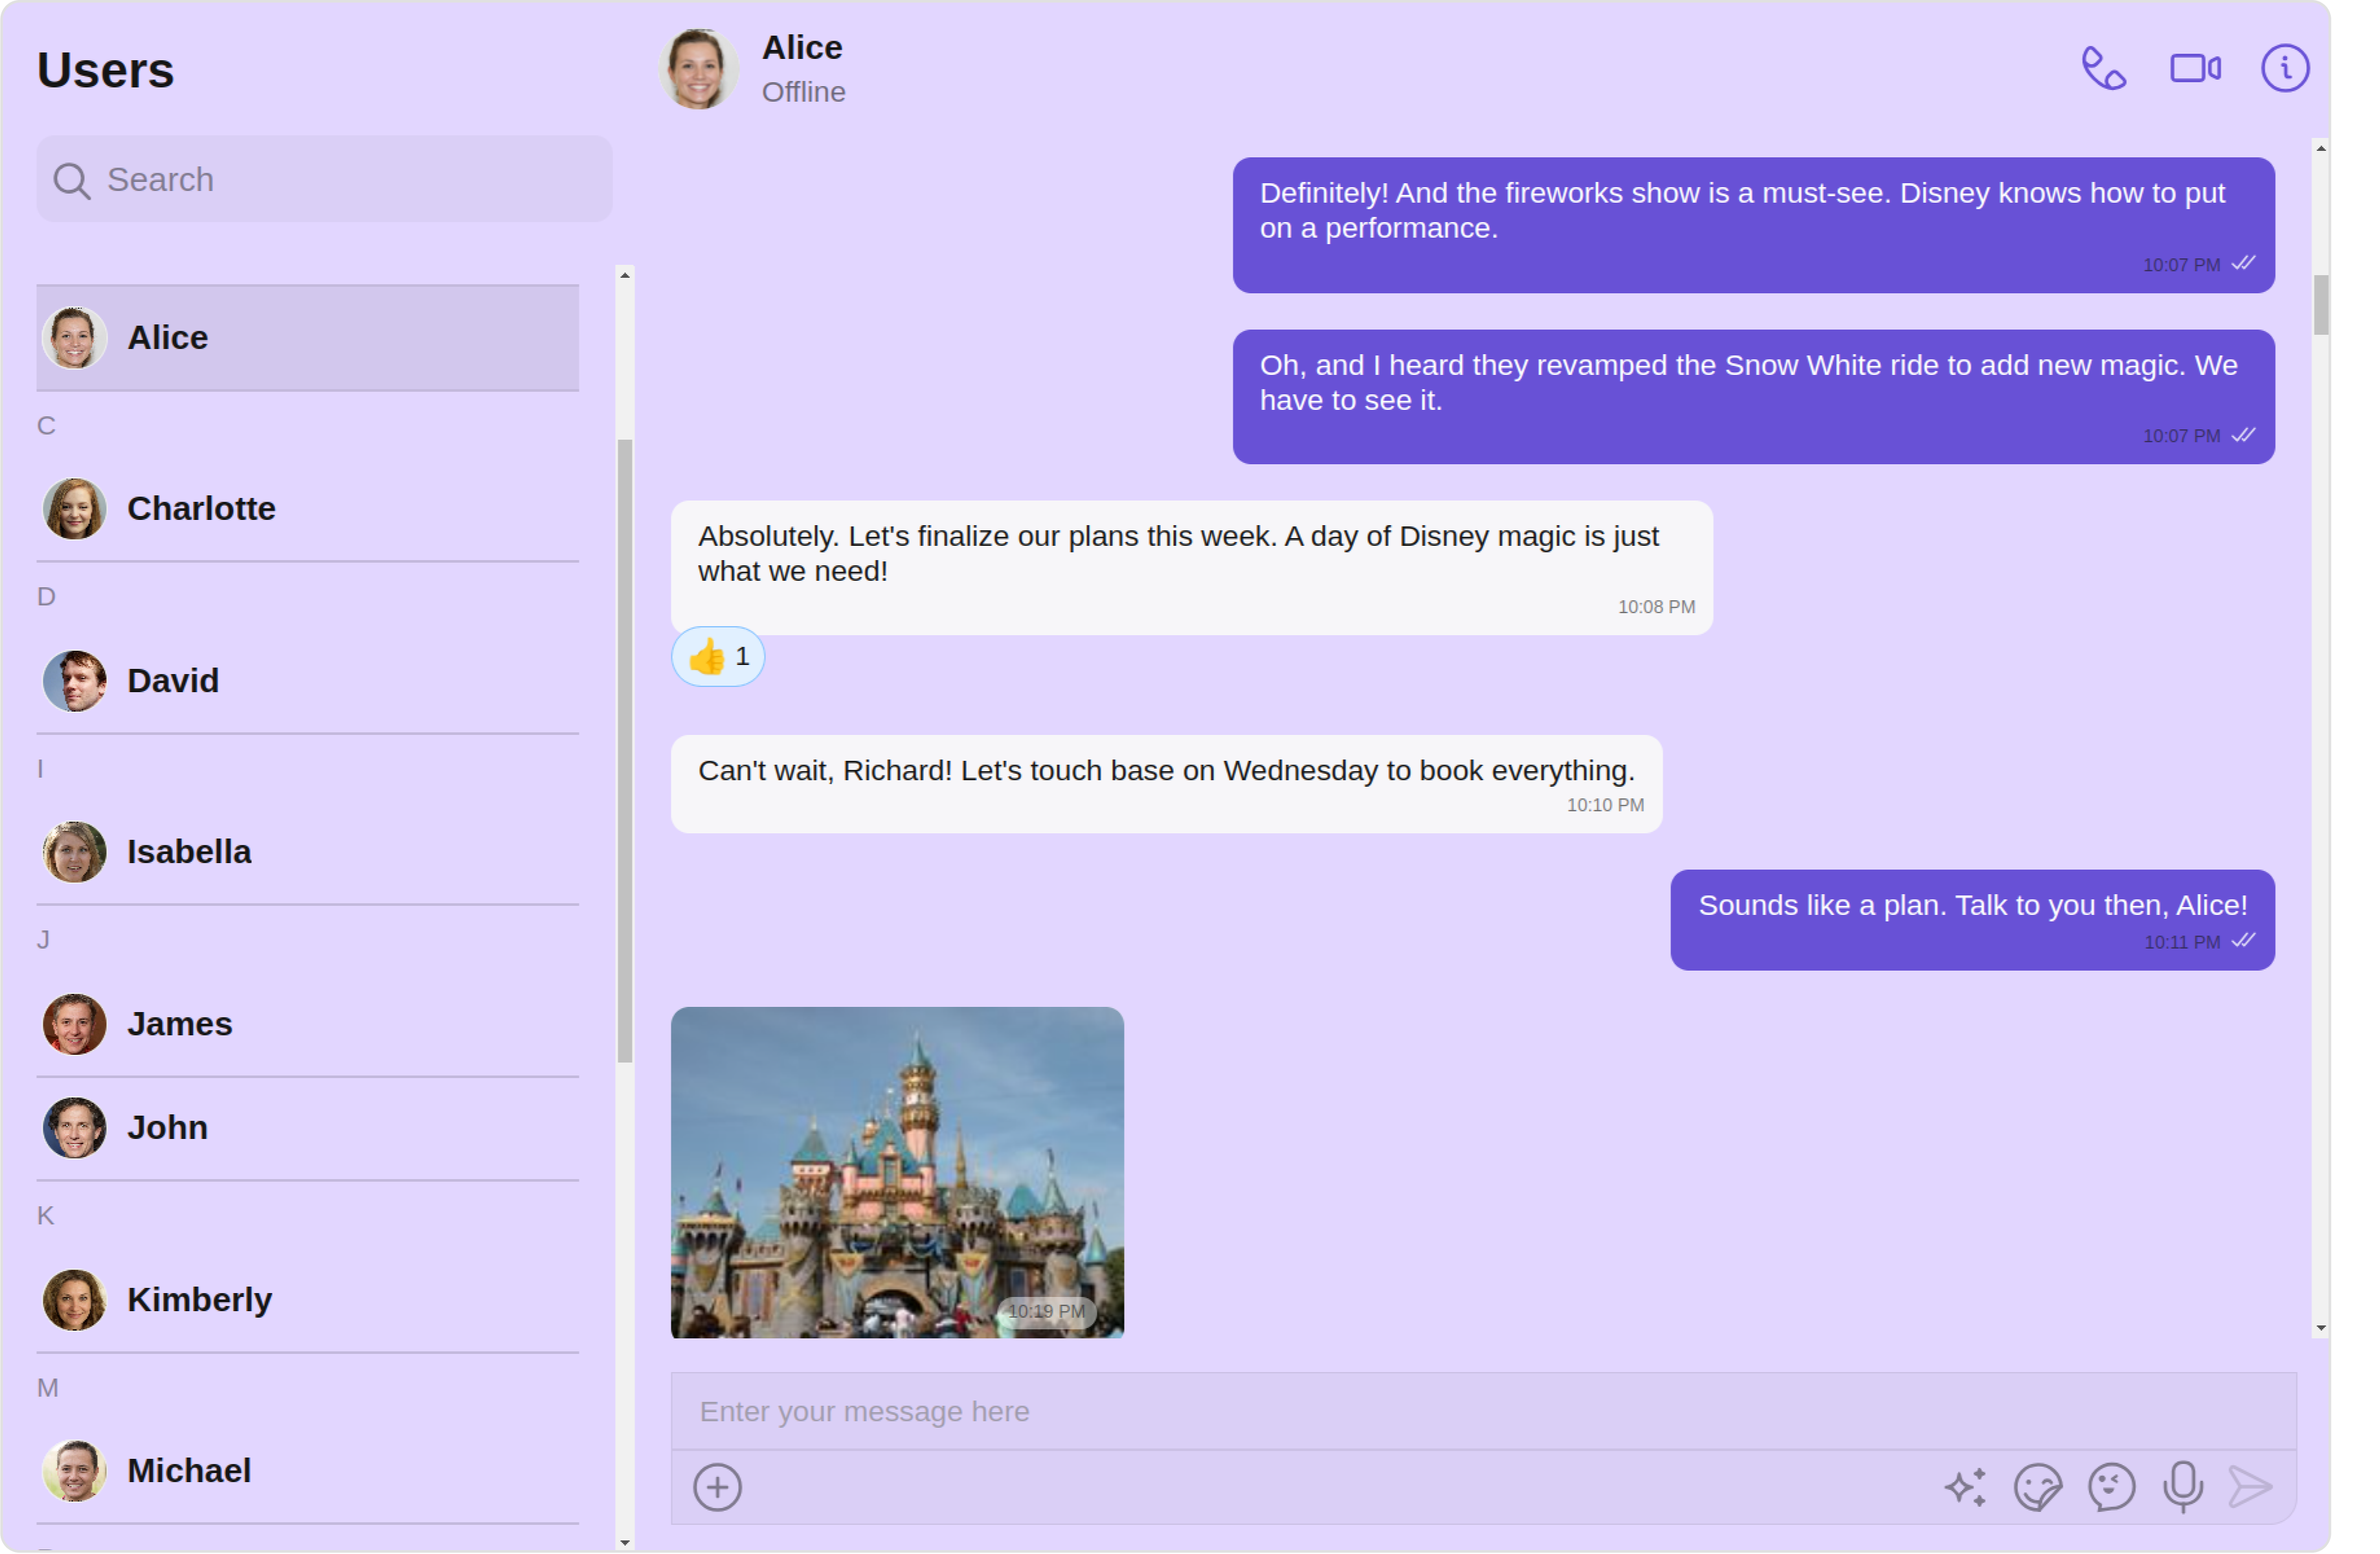 Users
Search
Alice
C
Charlotte
D
David
I
Isabella
J
James
John
K
Kimberly
M
Michael
Alice
Offline
Definitely! And the fireworks show is a must-see. Disney knows how to put
on a performance.
10:07 PM
Oh, and I heard they revamped the Snow White ride to add new magic. We
have to see it.
10:07 PM
Absolutely. Let's finalize our plans this week. A day of Disney magic is just
what we need!
10:08 PM
👍 1
Can't wait, Richard! Let's touch base on Wednesday to book everything.
10:10 PM
Sounds like a plan. Talk to you then, Alice!
10:11 PM
10:19 PM
Enter your message here